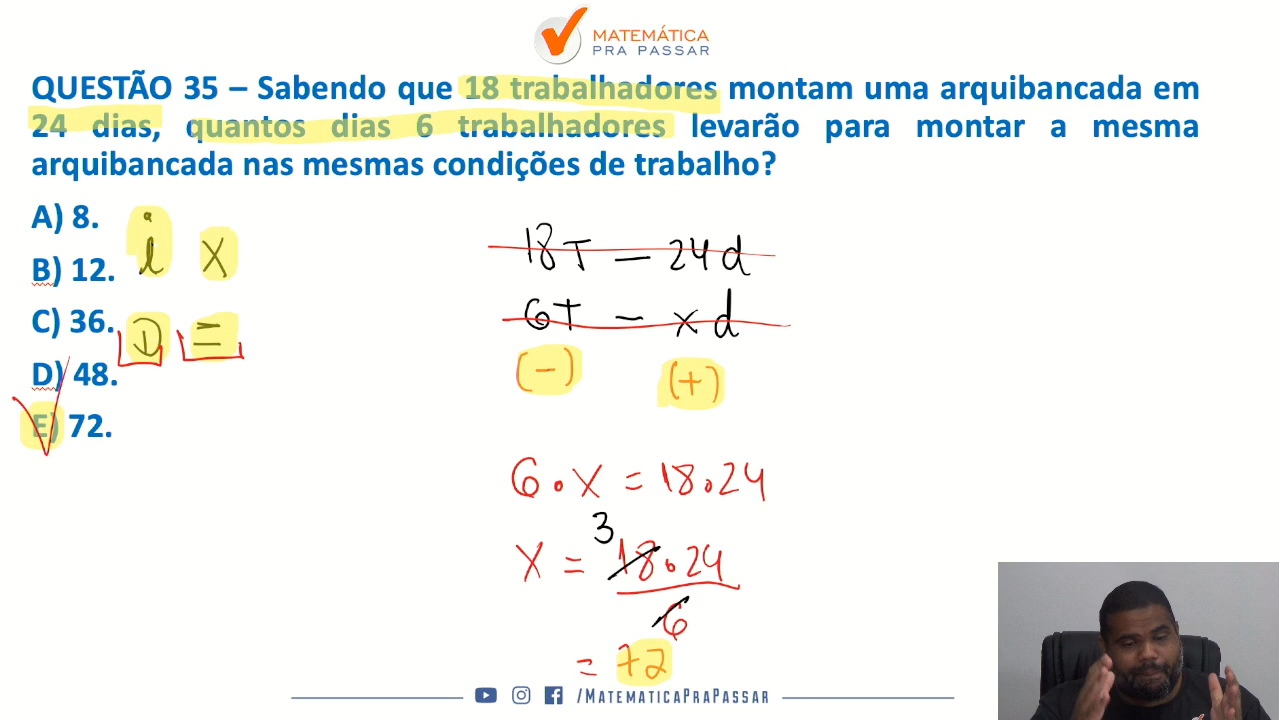 MATEMÁTICA
PRA PASSAR
QUESTÃO 35 – Sabendo que 18 trabalhadores montam uma arquibancada em
24 dias, quantos dias 6 trabalhadores levarão para montar a mesma
arquibancada nas mesmas condições de trabalho?
A) 8.
B) 12.
C) 36.
D) 48.
E) 72.
i X
D =
18T — 24d
6T — x d
(-) (+)
6 . X = 18.24
3
X = 18.24
6
= 72
/MATEMATICAPRAPASSAR